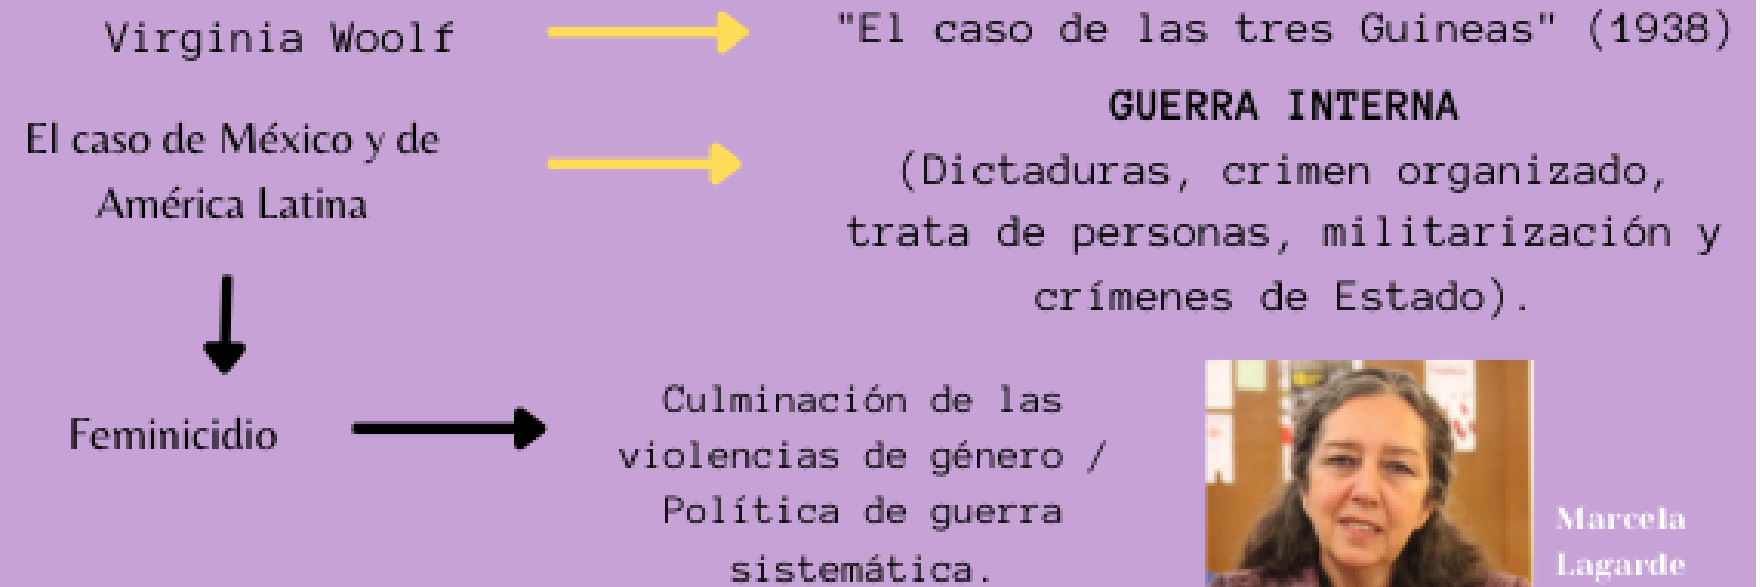 Virginia Woolf
"El caso de las tres Guineas" (1938)
El caso de México y de
América Latina
GUERRA INTERNA
(Dictaduras, crimen organizado,
trata de personas, militarización y
crímenes de Estado).
Feminicidio
Culminación de las
violencias de género /
Política de guerra
sistemática.
Marcela
Lagarde